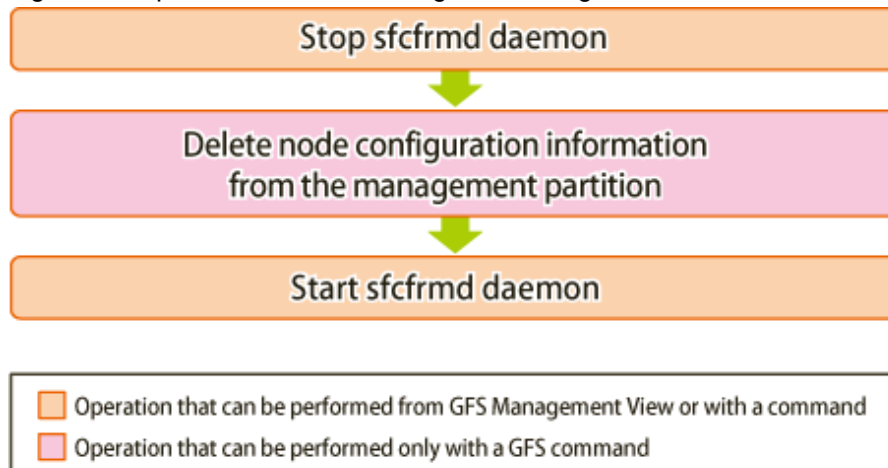 Stop sfcfrmd daemon
Delete node configuration information
from the management partition
Start sfcfrmd daemon
Operation that can be performed from GFS Management View or with a command
Operation that can be performed only with a GFS command